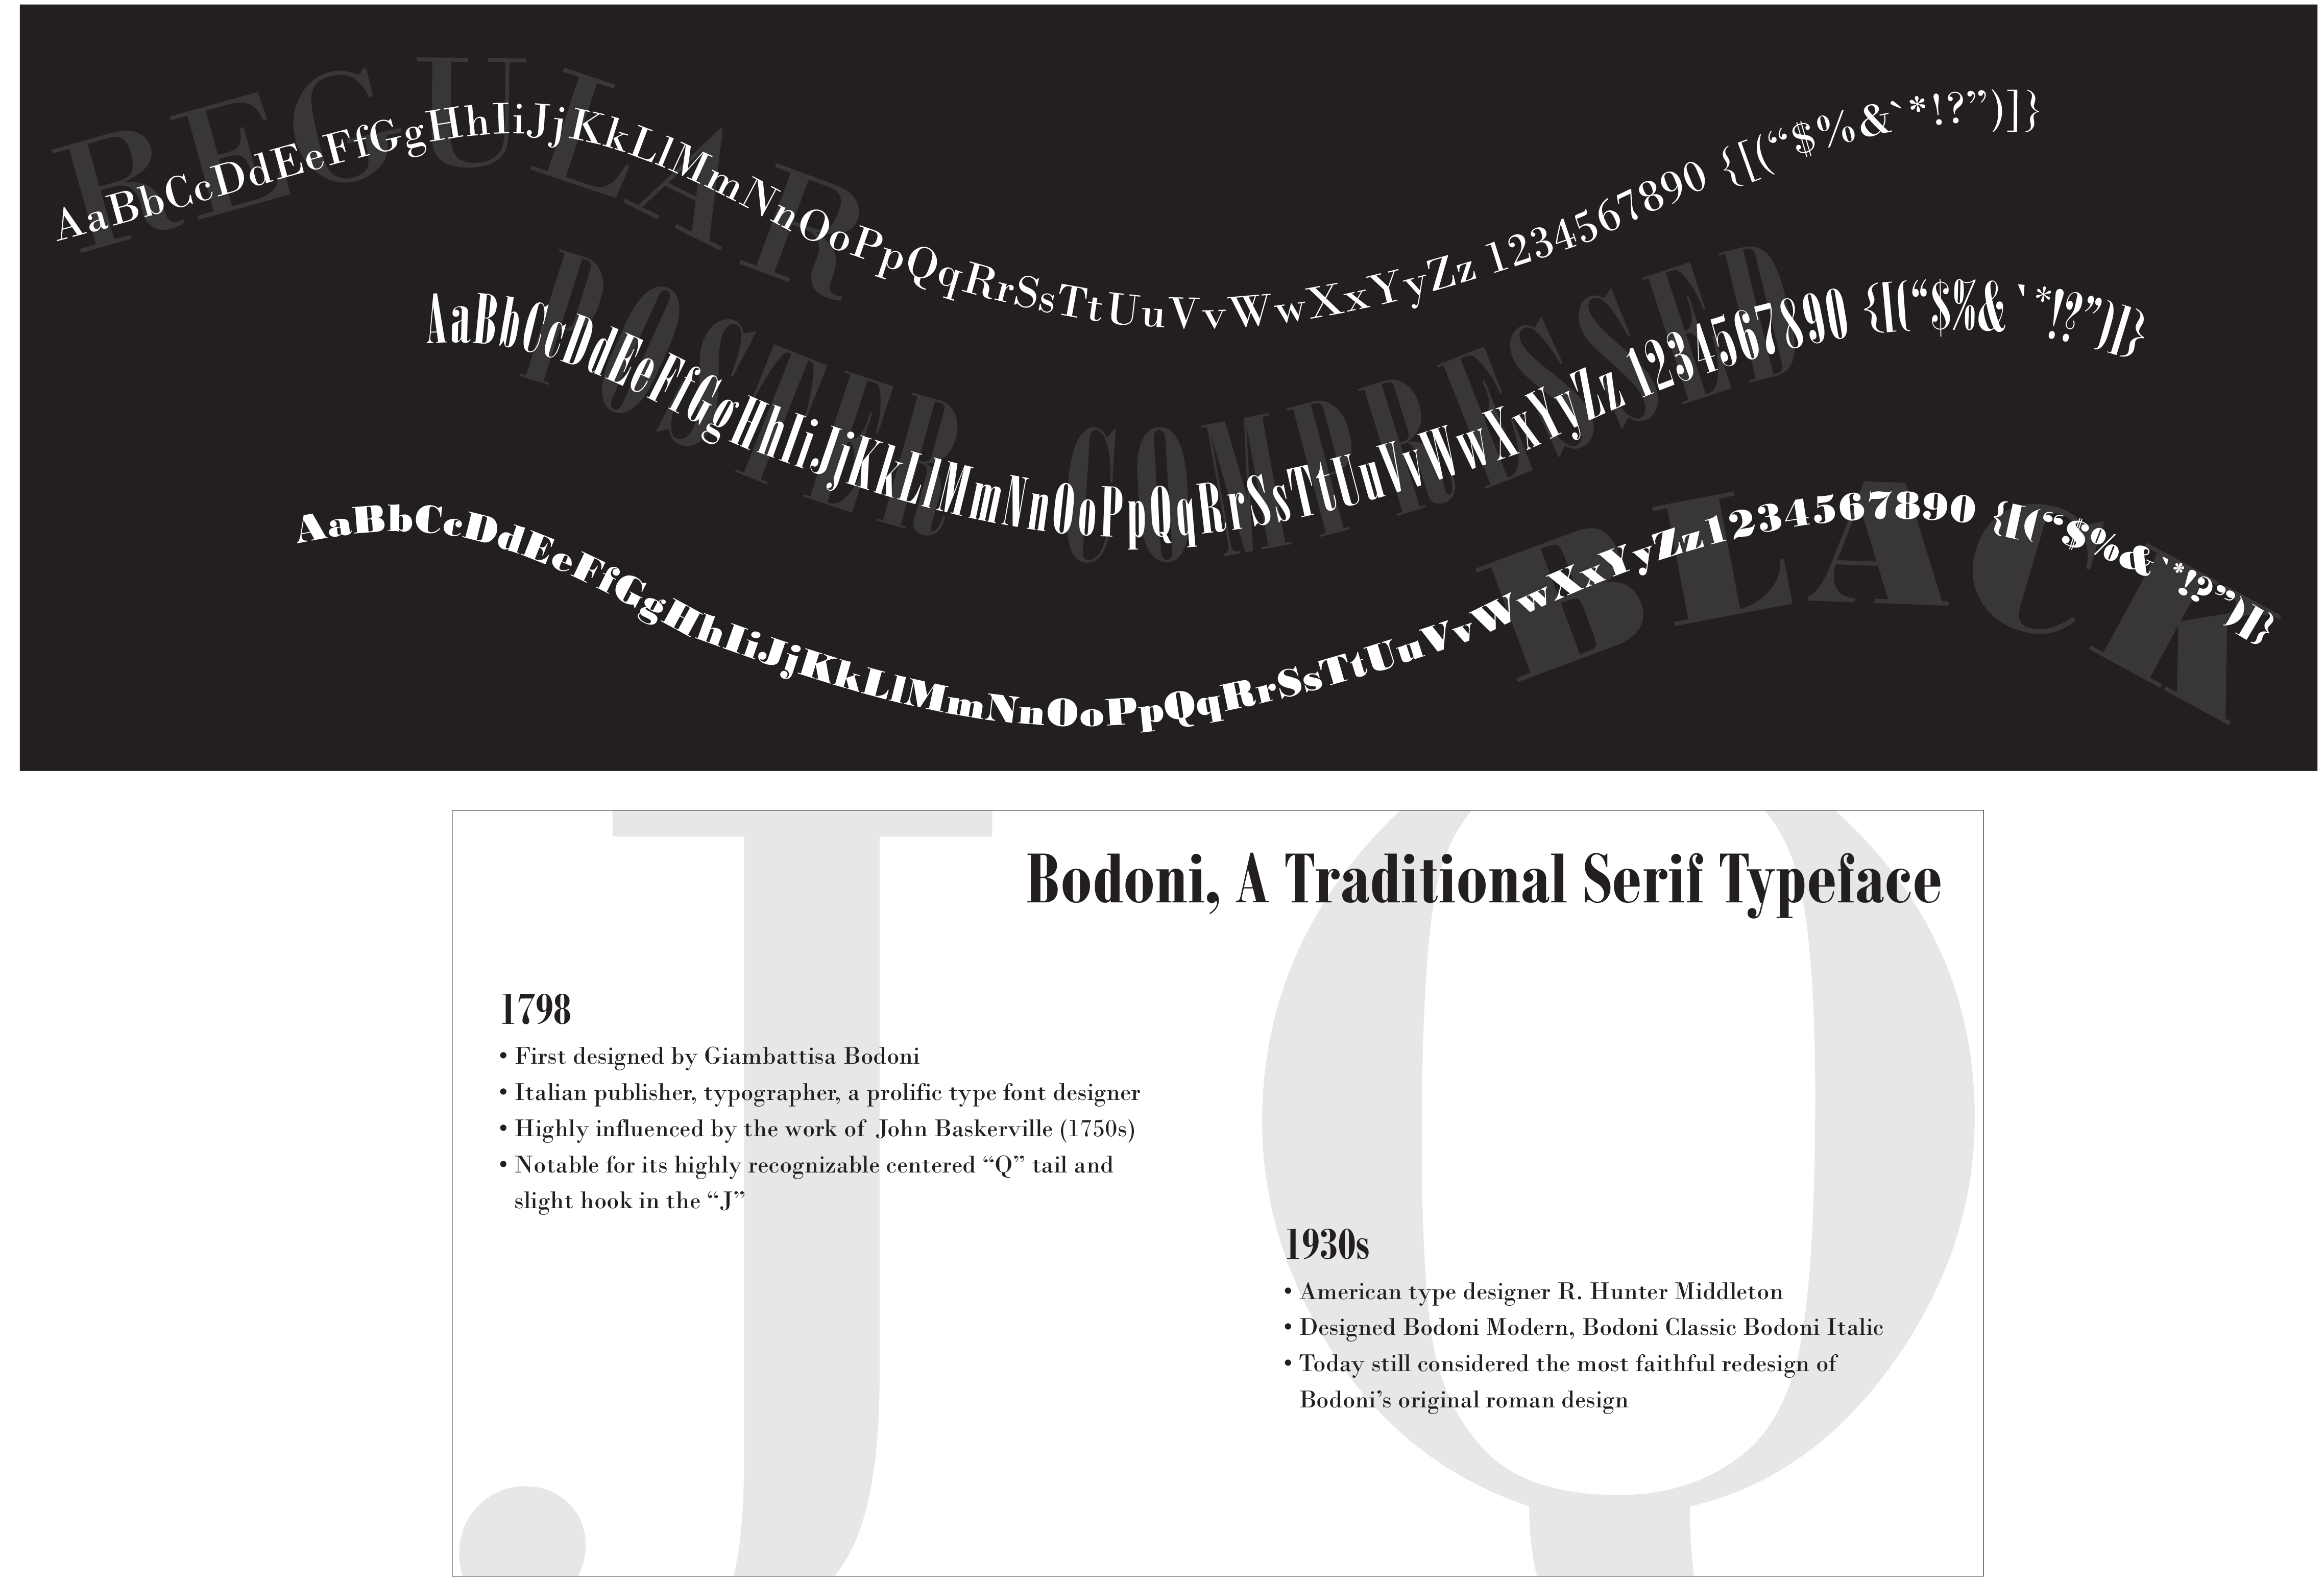 REGULAR
AaBbCcDdEeFfGgHhIiJjKkLlMmNnOoPpQqRrSsTtUuVvWwXxYyZz 1234567890 {[(“$%&`*!?”)]}
POSTER COMPRESSED
AaBbCcDdEeFfGgHhIiJjKkLlMmNnOoPpQqRrSsTtUuVvWwXxYyZz 1234567890 {[(“$%&`*!?”)]}
BLACK
AaBbCcDdEeFfGgHhIiJjKkLlMmNnOoPpQqRrSsTtUuVvWwXxYyZz1234567890 {[(“$%&`*!?”)]}
J Q
Bodoni, A Traditional Serif Typeface
1798
• First designed by Giambattisa Bodoni
• Italian publisher, typographer, a prolific type font designer
• Highly influenced by the work of John Baskerville (1750s)
• Notable for its highly recognizable centered “Q” tail and
slight hook in the “J”
1930s
• American type designer R. Hunter Middleton
• Designed Bodoni Modern, Bodoni Classic Bodoni Italic
• Today still considered the most faithful redesign of
Bodoni’s original roman design